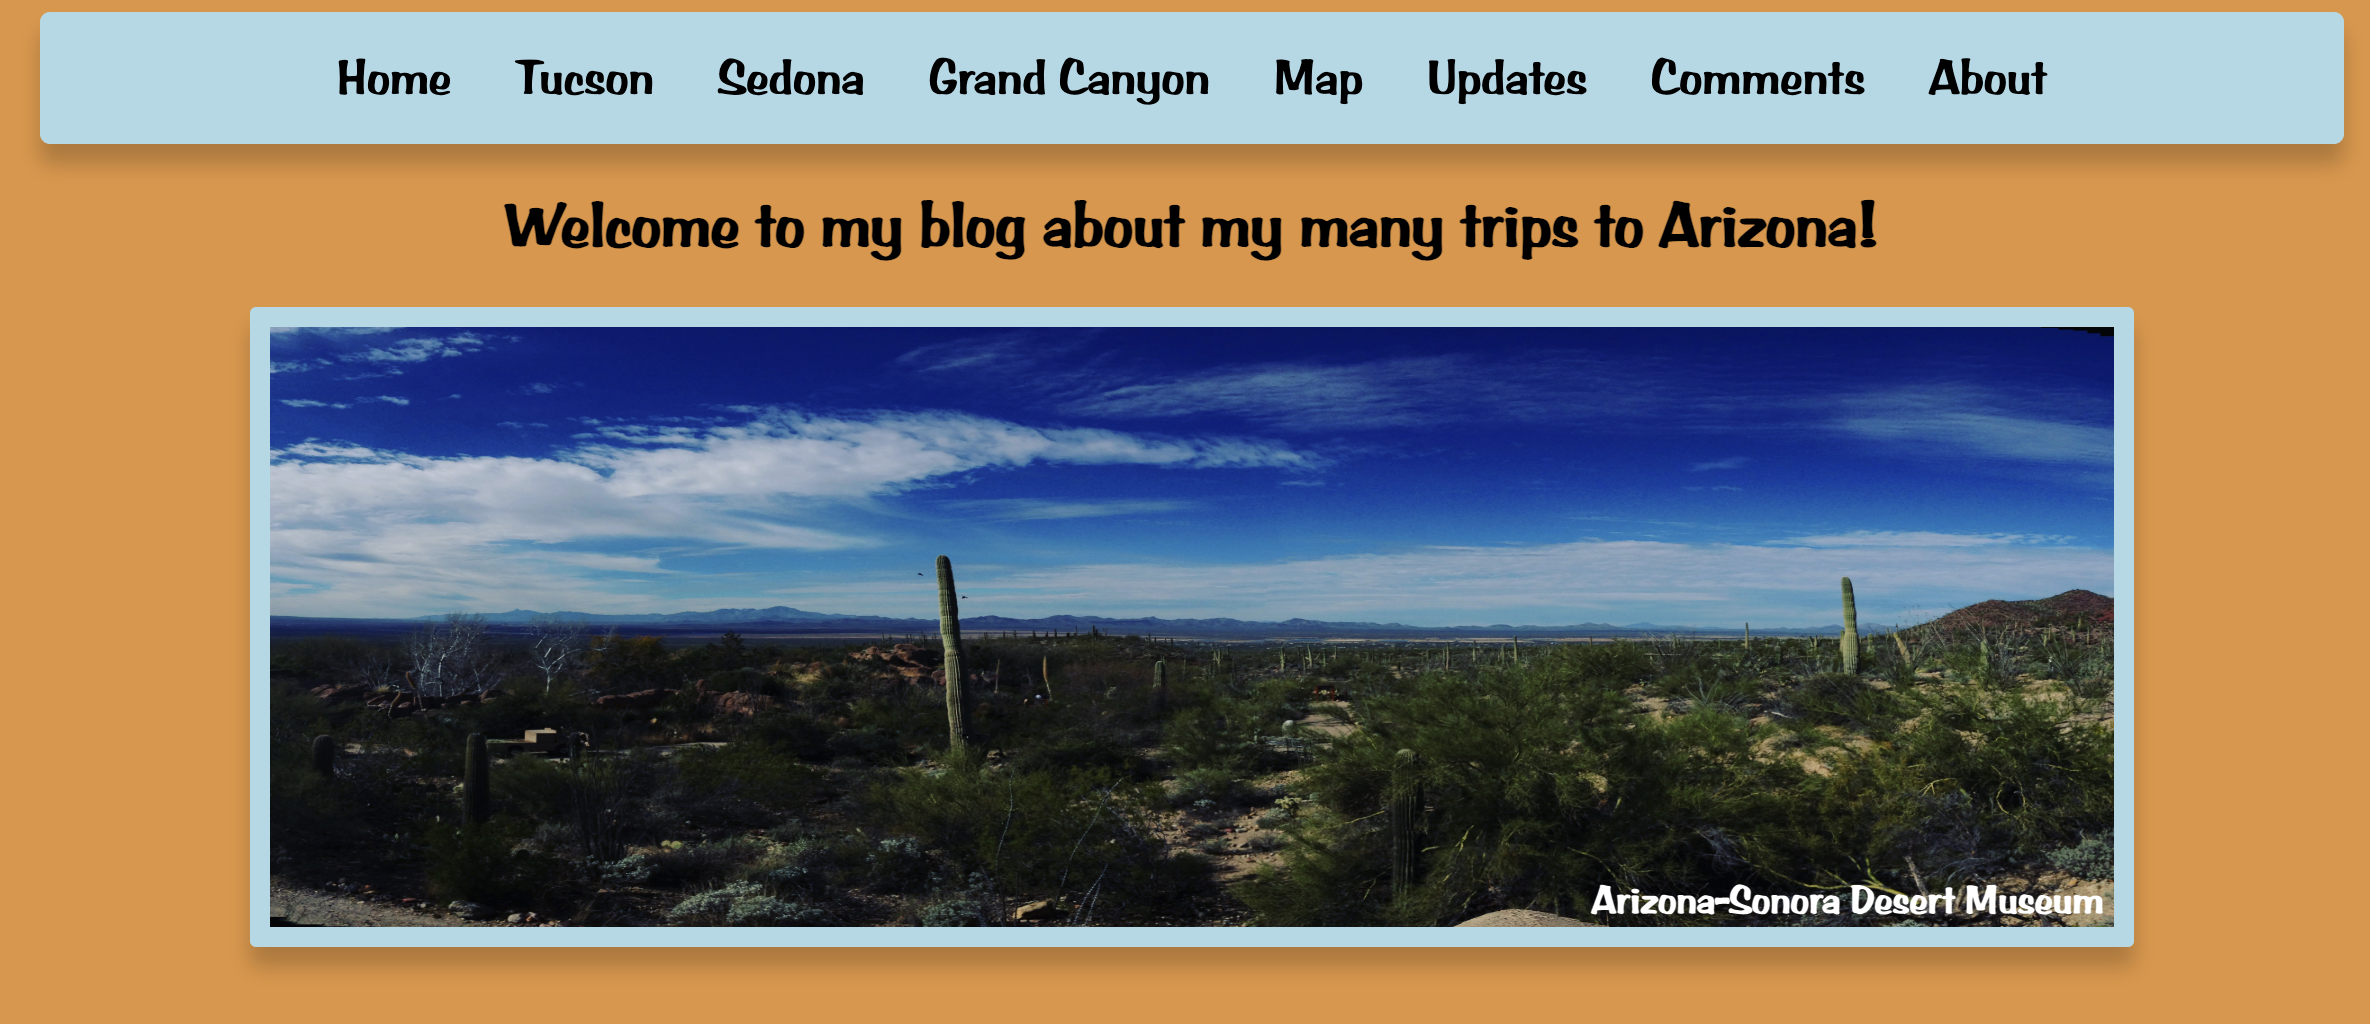 Home Tucson Sedona Grand Canyon Map Updates Comments About
Welcome to my blog about my many trips to Arizona!
Arizona-Sonora Desert Museum